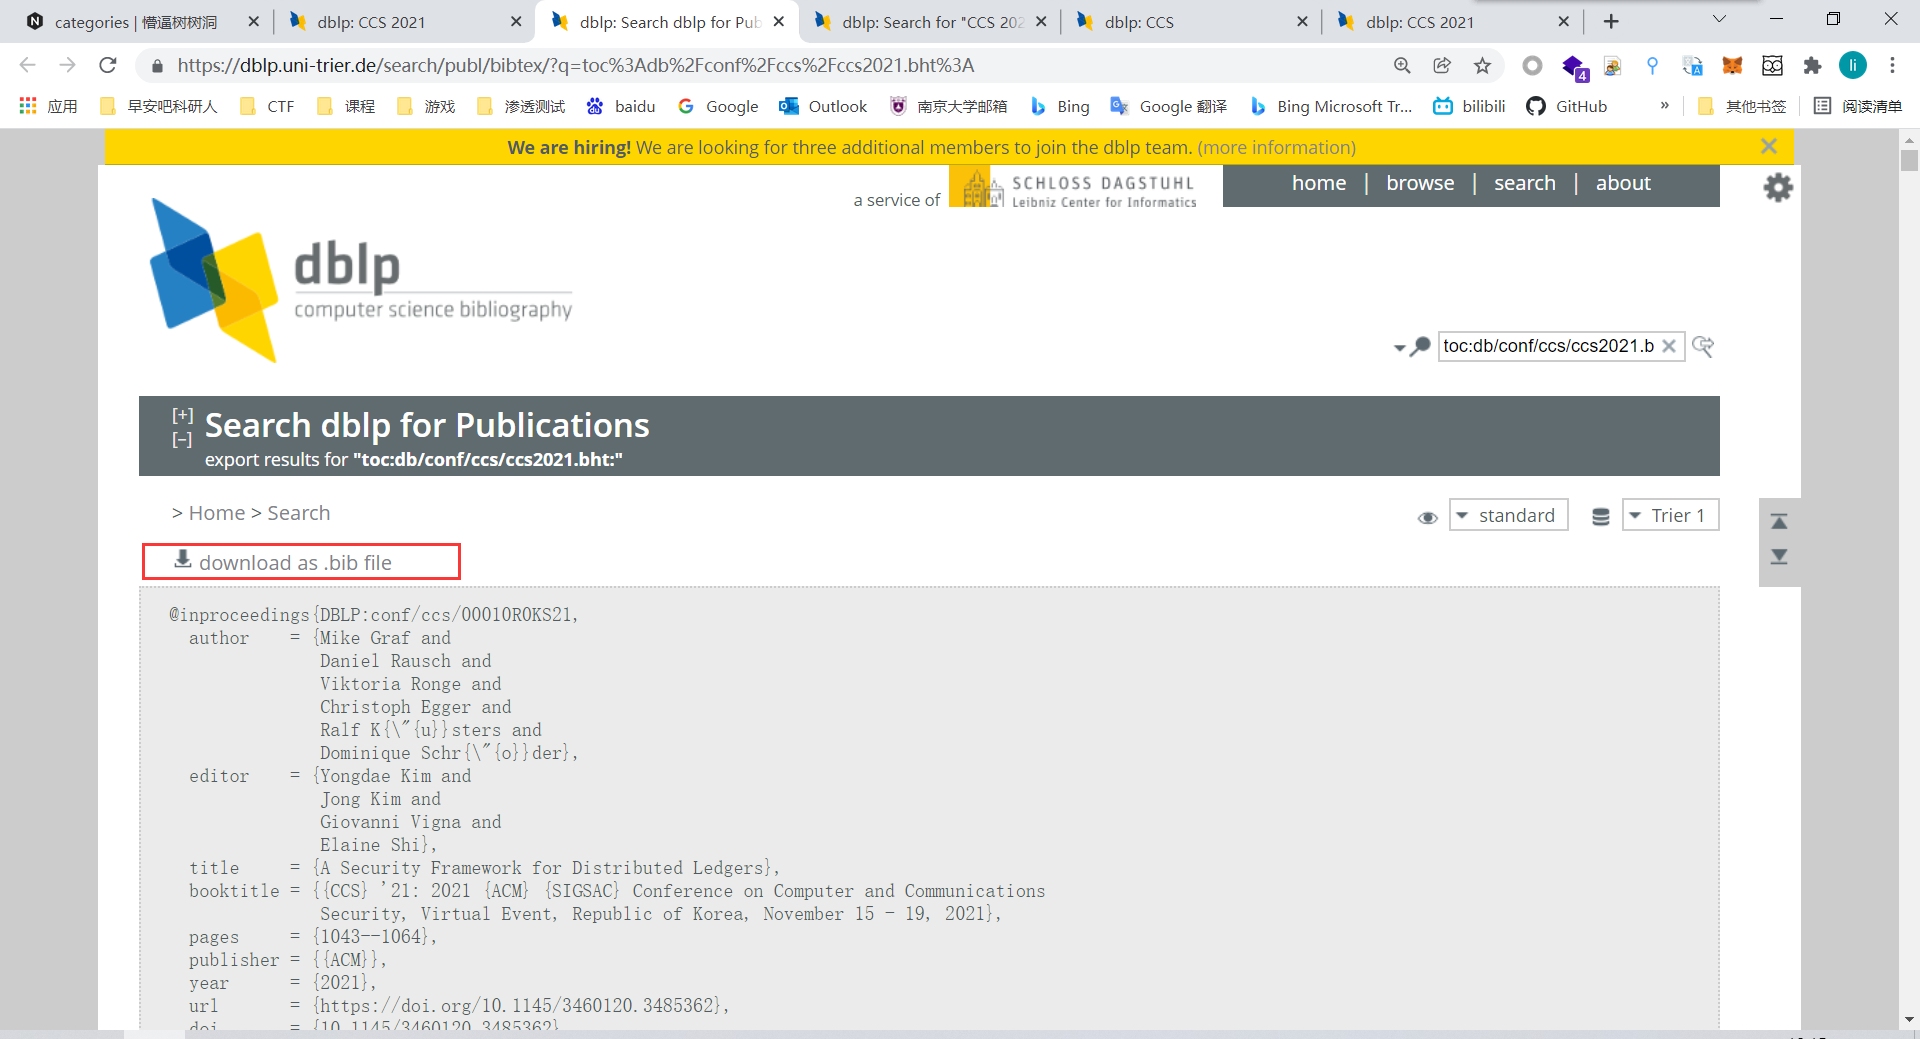 categories | 懵逼树树洞
dblp: CCS 2021
dblp: Search dblp for Pub
dblp: Search for "CCS 202
dblp: CCS
dblp: CCS 2021
https://dblp.uni-trier.de/search/publ/bibtex/?q=toc%3Adb%2Fconf%2Fccs%2Fccs2021.bht%3A
4
li
应用
早安吧科研人
CTF
课程
游戏
渗透测试
baidu
Google
Outlook
南京大学邮箱
Bing
Google 翻译
Bing Microsoft Tr...
bilibili
GitHub
»
其他书签
阅读清单
We are hiring! We are looking for three additional members to join the dblp team. (more information)
a service of
SCHLOSS DAGSTUHL
Leibniz Center for Informatics
home | browse | search | about
dblp
computer science bibliography
toc:db/conf/ccs/ccs2021.b
[+]
[−]
Search dblp for Publications
export results for "toc:db/conf/ccs/ccs2021.bht:"
> Home > Search
standard
Trier 1
download as .bib file
@inproceedings{DBLP:conf/ccs/00010R0KS21,
author = {Mike Graf and
Daniel Rausch and
Viktoria Ronge and
Christoph Egger and
Ralf K{\"{u}}sters and
Dominique Schr{\"{o}}der},
editor = {Yongdae Kim and
Jong Kim and
Giovanni Vigna and
Elaine Shi},
title = {A Security Framework for Distributed Ledgers},
booktitle = {{CCS} '21: 2021 {ACM} {SIGSAC} Conference on Computer and Communications
Security, Virtual Event, Republic of Korea, November 15 - 19, 2021},
pages = {1043--1064},
publisher = {{ACM}},
year = {2021},
url = {https://doi.org/10.1145/3460120.3485362},
doi = {10.1145/3460120.3485362}